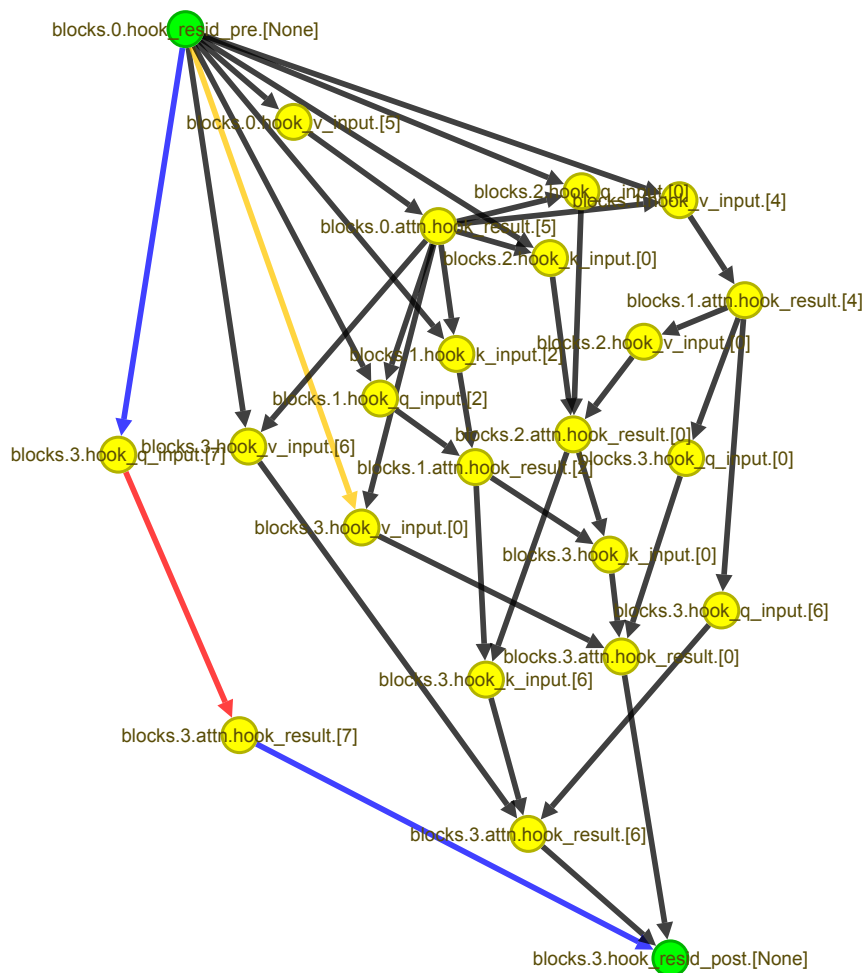 blocks.0.hook_resid_pre.[None]
blocks.0.hook_v_input.[5]
blocks.2.hook_q_input.[0]
blocks.1.hook_v_input.[4]
blocks.0.attn.hook_result.[5]
blocks.2.hook_k_input.[0]
blocks.1.attn.hook_result.[4]
blocks.2.hook_v_input.[0]
blocks.1.hook_k_input.[2]
blocks.1.hook_q_input.[2]
blocks.2.attn.hook_result.[0]
blocks.3.hook_q_input.[7]
blocks.3.hook_v_input.[6]
blocks.3.hook_q_input.[0]
blocks.1.attn.hook_result.[2]
blocks.3.hook_v_input.[0]
blocks.3.hook_k_input.[0]
blocks.3.hook_q_input.[6]
blocks.3.attn.hook_result.[0]
blocks.3.hook_k_input.[6]
blocks.3.attn.hook_result.[7]
blocks.3.attn.hook_result.[6]
blocks.3.hook_resid_post.[None]